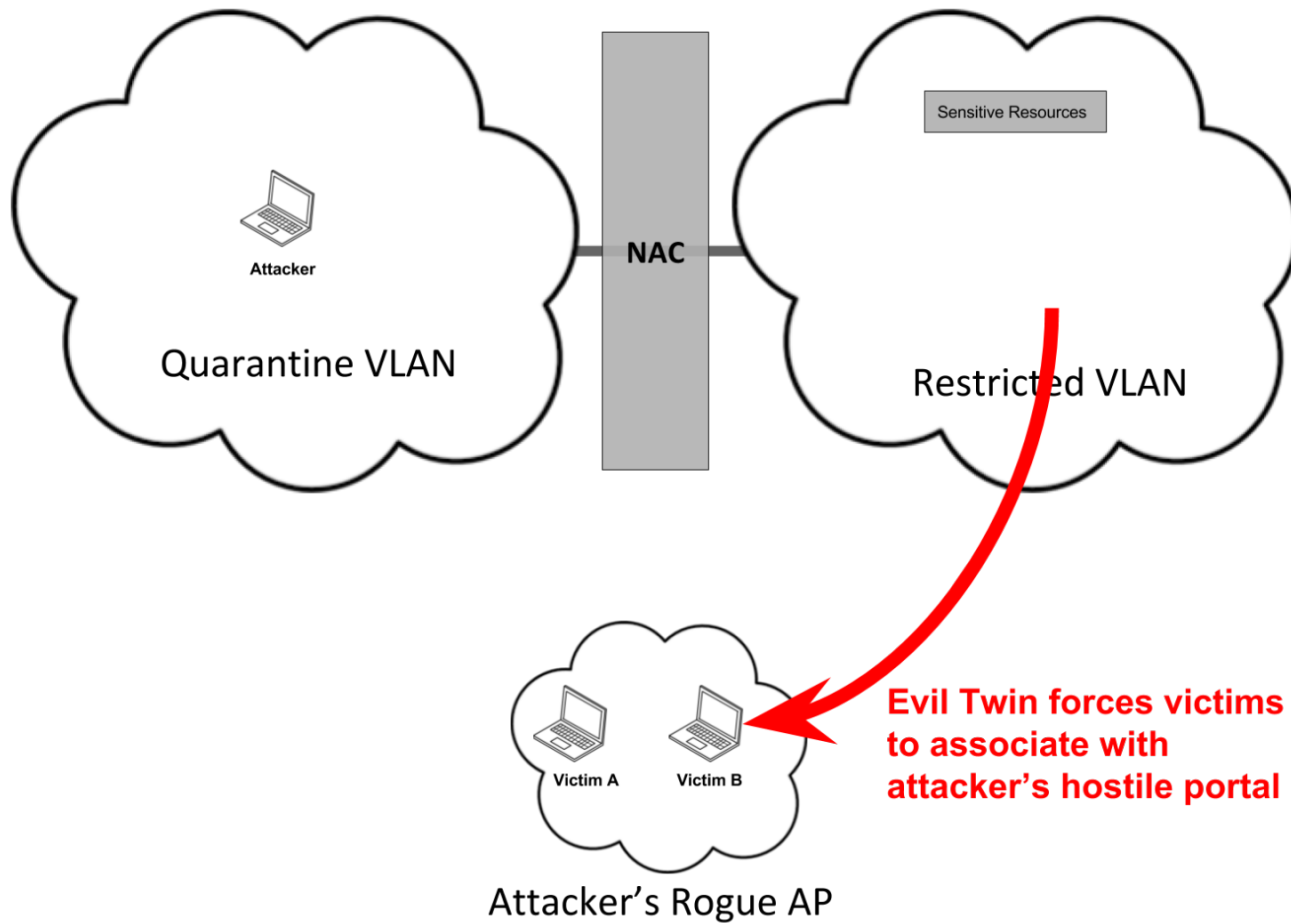 Sensitive Resources
NAC
Attacker
Quarantine VLAN
Restricted VLAN
Evil Twin forces victims
to associate with
attacker’s hostile portal
Victim A
Victim B
Attacker’s Rogue AP